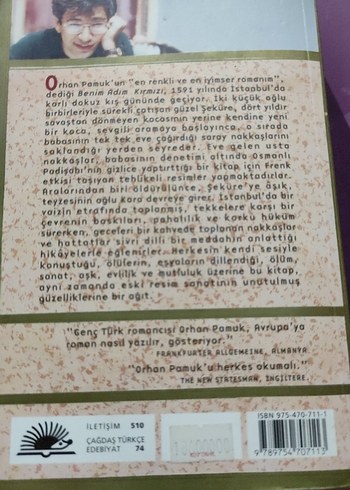 Orhan Pamuk'un "en renkli ve en iyimser romanım",
dediği Benim Adım Kırmızı, 1591 yılında İstanbul'da
karlı dokuz kış gününde geçiyor. İki küçük oğlu
birbirleriyle sürekli çatışan güzel Şeküre, dört yıldır
savaştan dönmeyen kocasının yerine kendine yeni
bir koca, sevgili aramaya başlayınca, o sırada
babasının tek tek eve çağırdığı saray nakkaşlarını
saklandığı yerden seyreder. Eve gelen usta
nakkaşlar, babasının denetimi altında Osmanlı
Padişahı'nın gizlice yaptırttığı bir kitap için Frenk
etkisi taşıyan tehlikeli resimler yapmaktadırlar.
Aralarından biri öldürülünce, Şeküre'ye âşık,
teyzesinin oğlu Kara devreye girer. İstanbul'da bir
vaizin etrafında toplanmış, tekkelere karşı bir
çevrenin baskıları, pahalılık ve korku hüküm
sürerken, geceleri bir kahvede toplanan nakkaşlar
ve hattatlar sivri dilli bir meddahın anlattığı
hikâyelerle eğlenirler. Herkesin kendi sesiyle
konuştuğu, ölülerin, eşyaların dillendiği, ölüm,
sanat, aşk, evlilik ve mutluluk üzerine bu kitap,
aynı zamanda eski resim sanatının unutulmuş
güzelliklerine bir ağıt.
"Genç Türk romancısı Orhan Pamuk, Avrupa'ya
roman nasıl yazılır, gösteriyor."
FRANKFURTER ALLGEMEINE, ALMANYA
"Orhan Pamuk'u herkes okumalı."
THE NEW STATESMAN, İNGİLTERE
İLETİŞİM 510
ÇAĞDAŞ TÜRKÇE
EDEBİYAT 74
ISBN 975-470-711-1
9 789754 707113